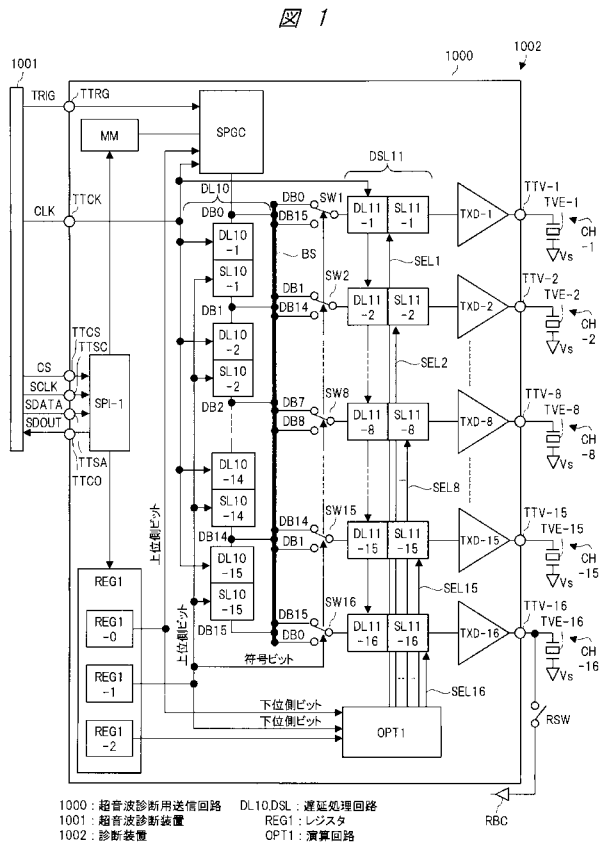 図 1
1001
1000
1002
TRIG
TTRG
MM
SPGC
DSL11
TTV-1
TVE-1
CH
-1
Vs
DL10
DB0
DB0
DB15
SW1
DL11
-1
SL11
-1
TXD-1
SEL1
CLK
TTCK
DL10
-1
SL10
-1
BS
DB1
DB1
DB14
SW2
DL11
-2
SL11
-2
TXD-2
TTV-2
TVE-2
CH
-2
Vs
SEL2
DL10
-2
SL10
-2
DB2
TTCS
TTSC
CS
SCLK
SDATA
SDOUT
SPI-1
TTSA
TTCO
DB7
DB8
SW8
DL11
-8
SL11
-8
TXD-8
TTV-8
TVE-8
CH
-8
Vs
SEL8
DL10
-14
SL10
-14
DB14
DB14
DB1
SW15
DL11
-15
SL11
-15
TXD-15
TTV-15
TVE-15
CH
-15
Vs
SEL15
DL10
-15
SL10
-15
DB15
DB15
DB0
SW16
DL11
-16
SL11
-16
TXD-16
TTV-16
TVE-16
CH
-16
Vs
SEL16
上位側ビット
上位側ビット
符号ビット
REG1
REG1
-0
REG1
-1
REG1
-2
下位側ビット
下位側ビット
OPT1
RSW
RBC
1000：超音波診断用送信回路
1001：超音波診断装置
1002：診断装置
DL10,DSL：遅延処理回路
REG1：レジスタ
OPT1：演算回路